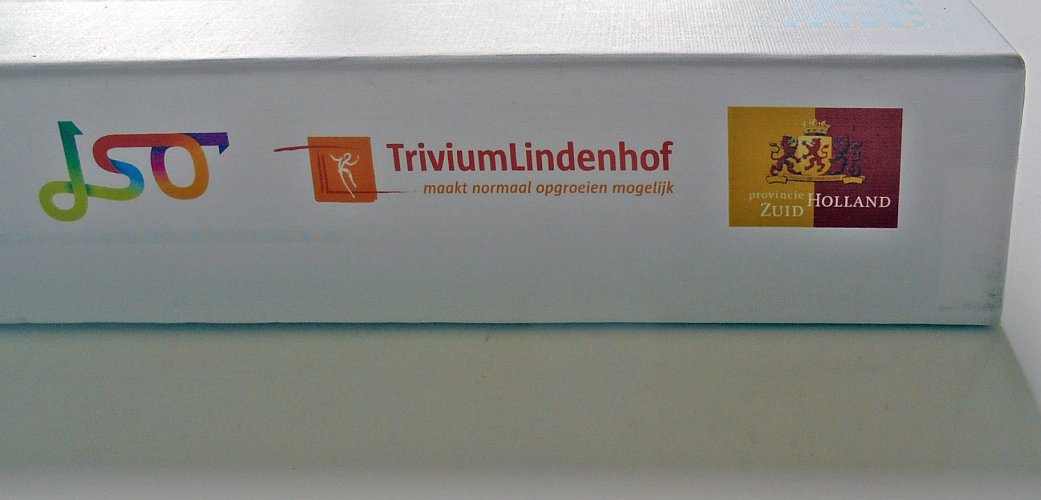 JSO
TriviumLindenhof
maakt normaal opgroeien mogelijk
provincie
ZUID HOLLAND